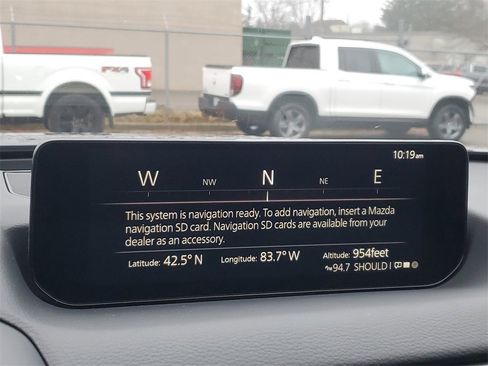 FX4
10:19am
W NW N NE E
This system is navigation ready. To add navigation, insert a Mazda
navigation SD card. Navigation SD cards are available from your
dealer as an accessory.
Latitude: 42.5° N Longitude: 83.7° W Altitude: 954feet
94.7 SHOULD I